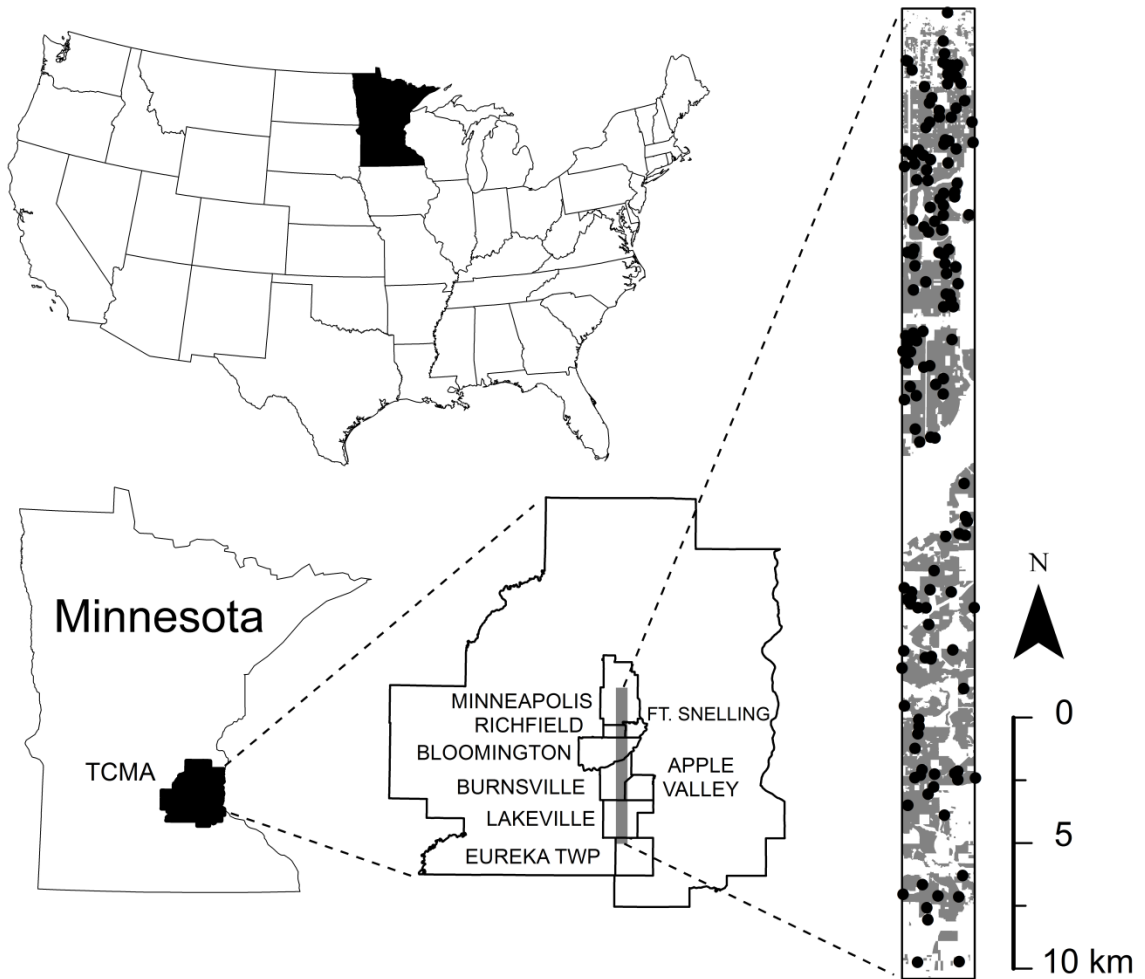 Minnesota
TCMA
MINNEAPOLIS
RICHFIELD
FT. SNELLING
BLOOMINGTON
BURNSVILLE
APPLE
VALLEY
LAKEVILLE
EUREKA TWP
N
0
5
10 km